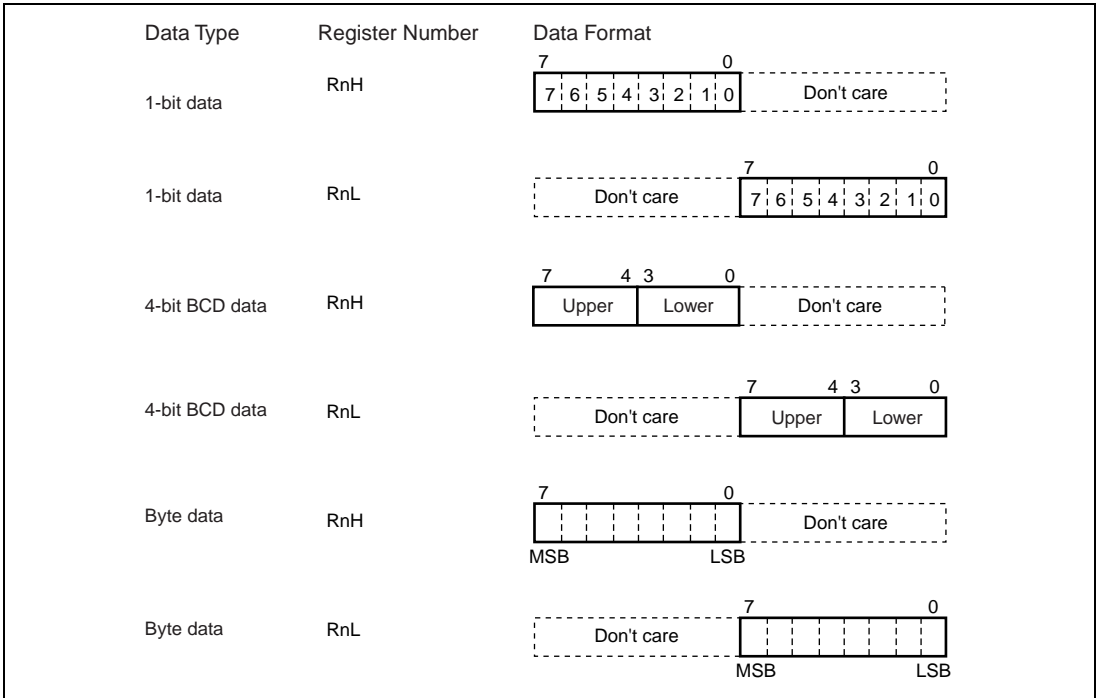 Data Type Register Number Data Format
7 0
1-bit data RnH 7 6 5 4 3 2 1 0 Don't care
7 0
1-bit data RnL Don't care 7 6 5 4 3 2 1 0
7 4 3 0
4-bit BCD data RnH Upper Lower Don't care
7 4 3 0
4-bit BCD data RnL Don't care Upper Lower
7 0
Byte data RnH Don't care
MSB LSB
7 0
Byte data RnL Don't care
MSB LSB